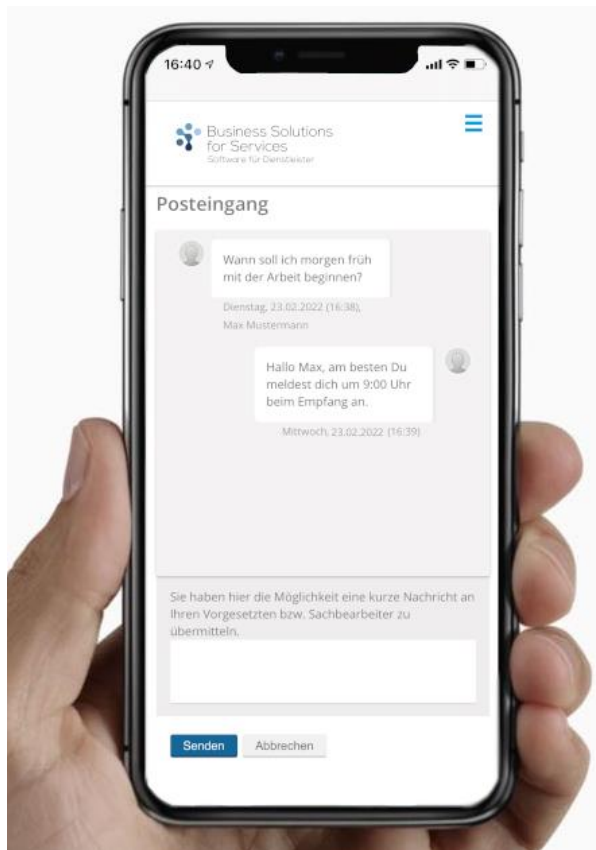 16:40
Business Solutions
for Services
Software für Dienstleister
Posteingang
Wann soll ich morgen früh
mit der Arbeit beginnen?
Dienstag, 23.02.2022 (16:38),
Max Mustermann
Hallo Max, am besten Du
meldest dich um 9:00 Uhr
beim Empfang an.
Mittwoch, 23.02.2022 (16:39)
Sie haben hier die Möglichkeit eine kurze Nachricht an
Ihren Vorgesetzten bzw. Sachbearbeiter zu
übermitteln.
Senden Abbrechen